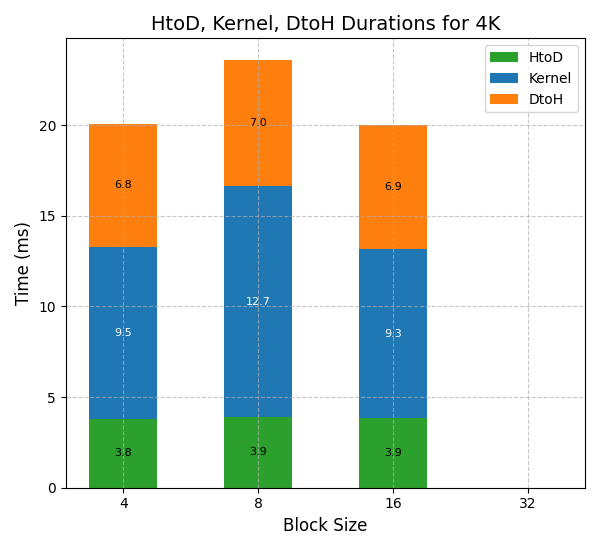 HtoD, Kernel, DtoH Durations for 4K
HtoD
Kernel
DtoH
Time (ms)
20
15
10
5
0
6.8
9.5
3.8
7.0
12.7
3.9
6.9
9.3
3.9
4 8 16 32
Block Size